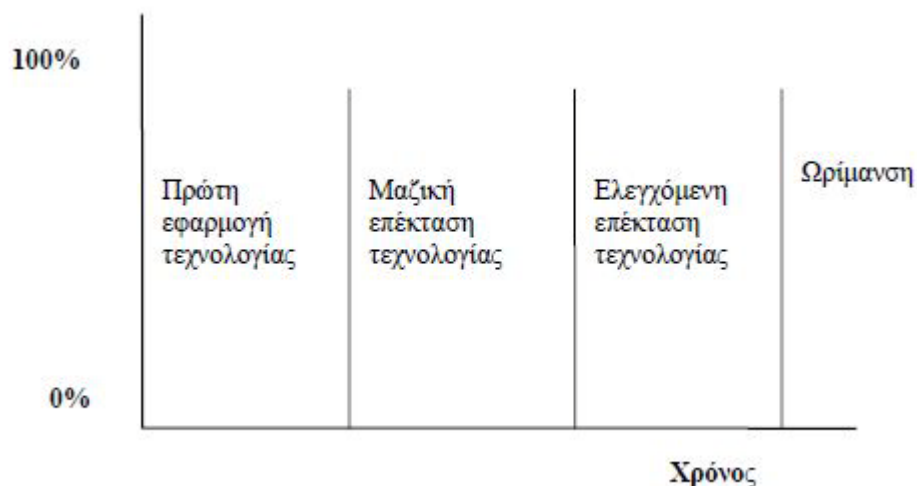 100%
Πρώτη
εφαρμογή
τεχνολογίας
Μαζική
επέκταση
τεχνολογίας
Ελεγχόμενη
επέκταση
τεχνολογίας
Ωρίμανση
0%
Χρόνος